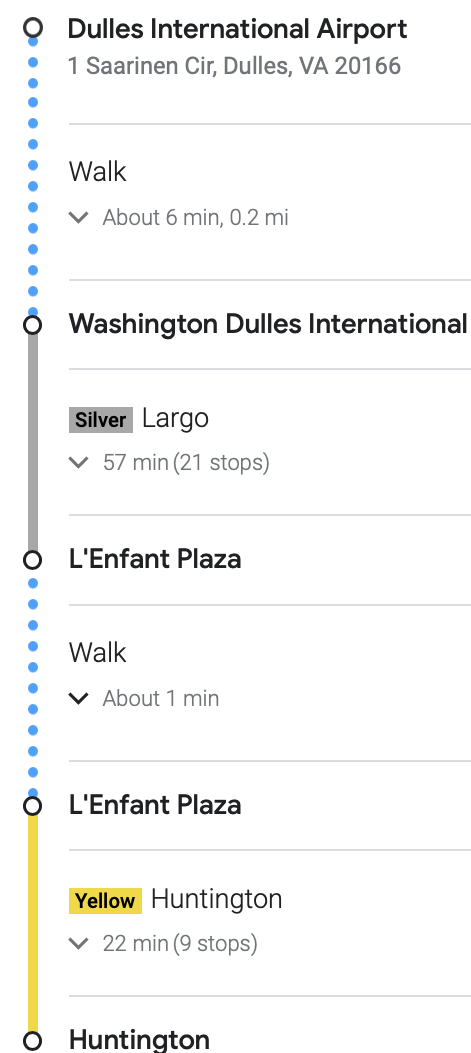 Dulles International Airport
1 Saarinen Cir, Dulles, VA 20166
Walk
About 6 min, 0.2 mi
Washington Dulles International
Silver Largo
57 min (21 stops)
L'Enfant Plaza
Walk
About 1 min
L'Enfant Plaza
Yellow Huntington
22 min (9 stops)
Huntington